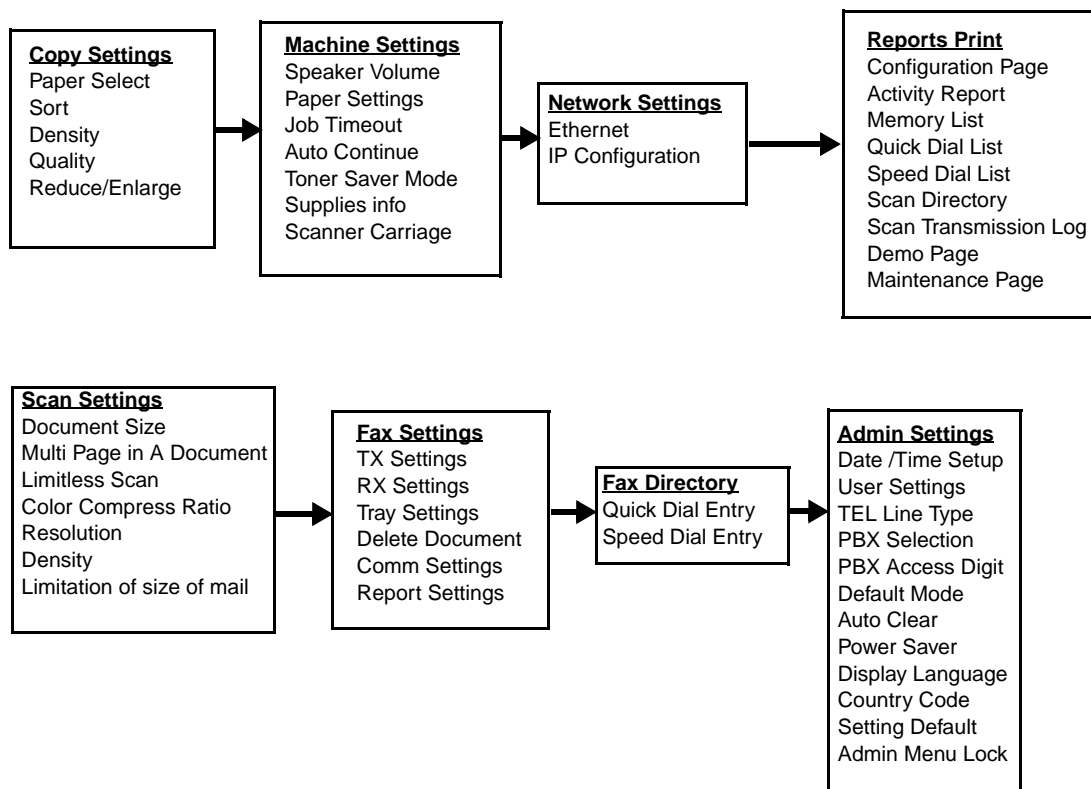 Copy Settings
Paper Select
Sort
Density
Quality
Reduce/Enlarge
Machine Settings
Speaker Volume
Paper Settings
Job Timeout
Auto Continue
Toner Saver Mode
Supplies info
Scanner Carriage
Network Settings
Ethernet
IP Configuration
Reports Print
Configuration Page
Activity Report
Memory List
Quick Dial List
Speed Dial List
Scan Directory
Scan Transmission Log
Demo Page
Maintenance Page
Scan Settings
Document Size
Multi Page in A Document
Limitless Scan
Color Compress Ratio
Resolution
Density
Limitation of size of mail
Fax Settings
TX Settings
RX Settings
Tray Settings
Delete Document
Comm Settings
Report Settings
Fax Directory
Quick Dial Entry
Speed Dial Entry
Admin Settings
Date /Time Setup
User Settings
TEL Line Type
PBX Selection
PBX Access Digit
Default Mode
Auto Clear
Power Saver
Display Language
Country Code
Setting Default
Admin Menu Lock